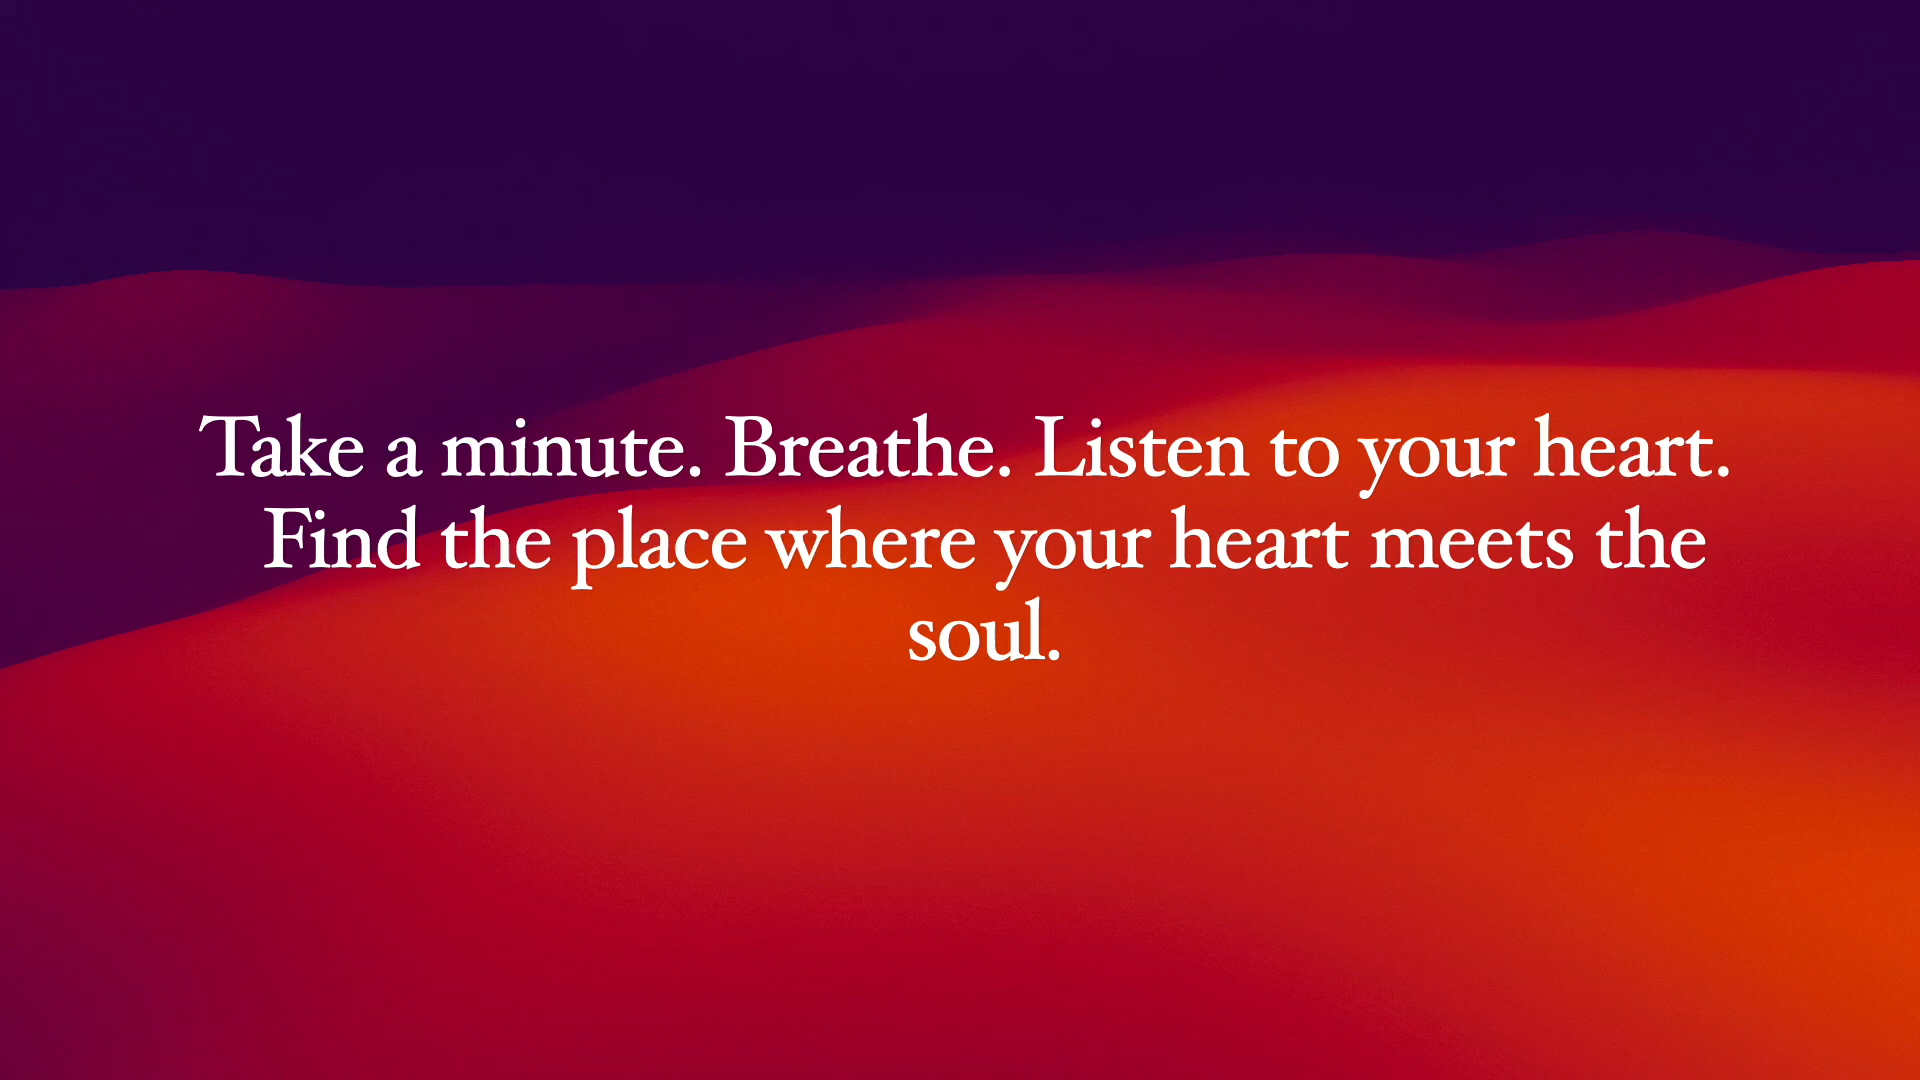 Take a minute. Breathe. Listen to your heart.
Find the place where your heart meets the
soul.